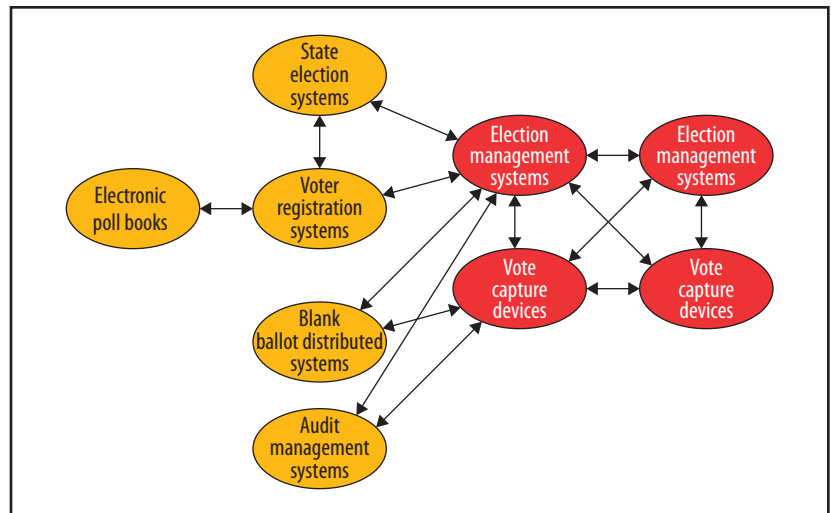 State
election
systems
Election
management
systems
Election
management
systems
Electronic
poll books
Voter
registration
systems
Vote
capture
devices
Vote
capture
devices
Blank
ballot distributed
systems
Audit
management
systems